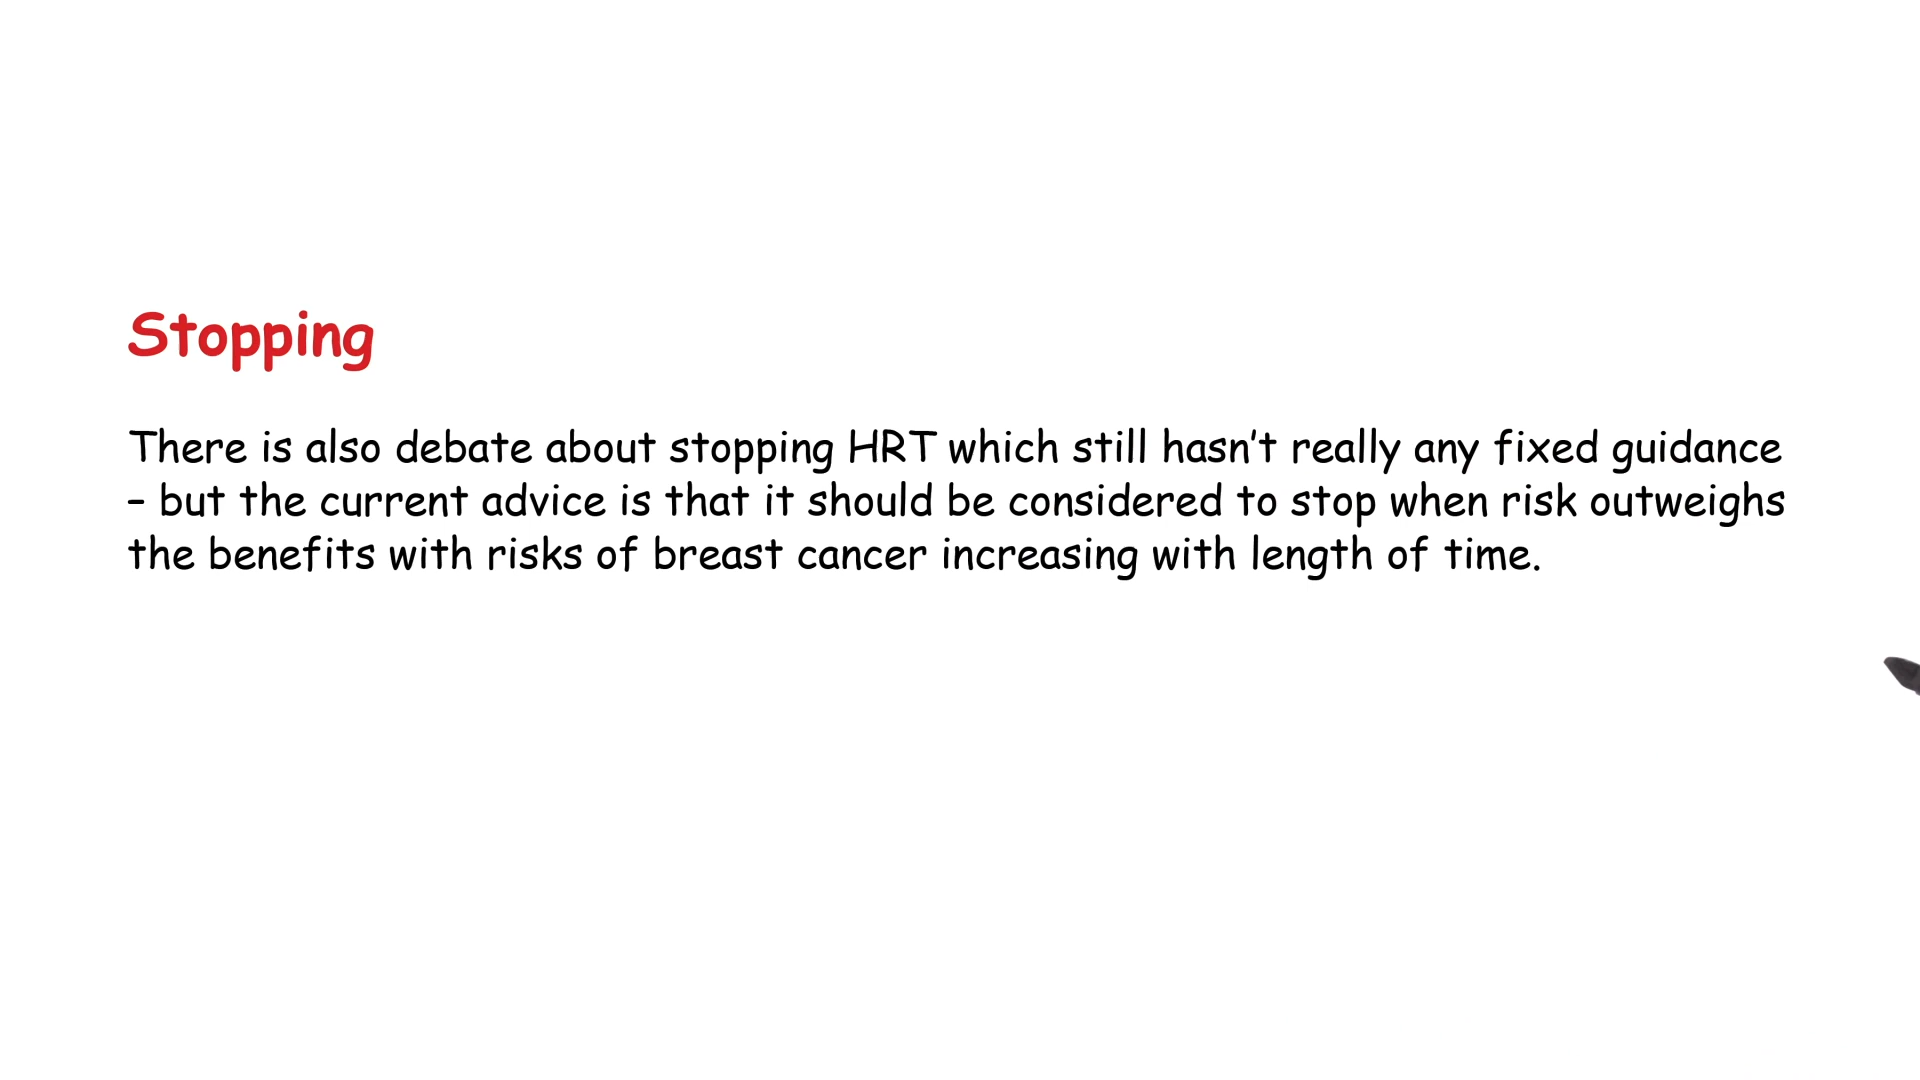 Stopping
There is also debate about stopping HRT which still hasn't really any fixed guidance
– but the current advice is that it should be considered to stop when risk outweighs
the benefits with risks of breast cancer increasing with length of time.